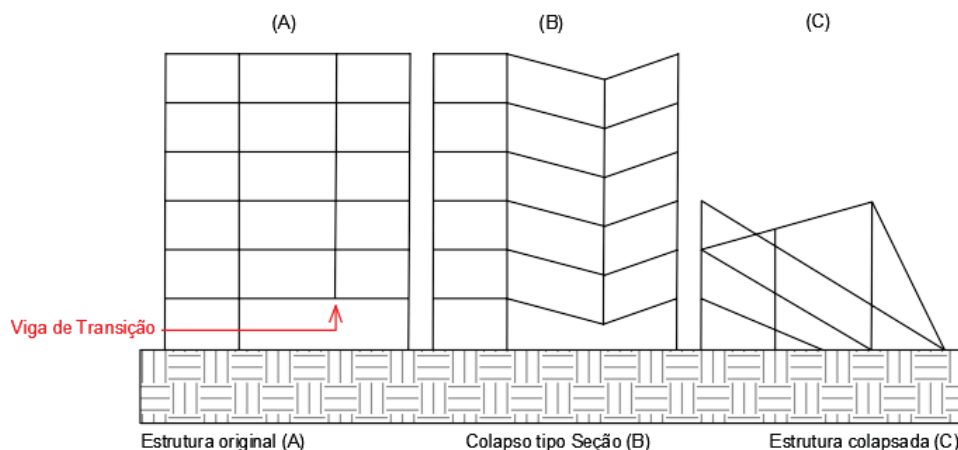 (A)
(B)
(C)
Viga de Transição
Estrutura original (A)
Colapso tipo Seção (B)
Estrutura colapsada (C)